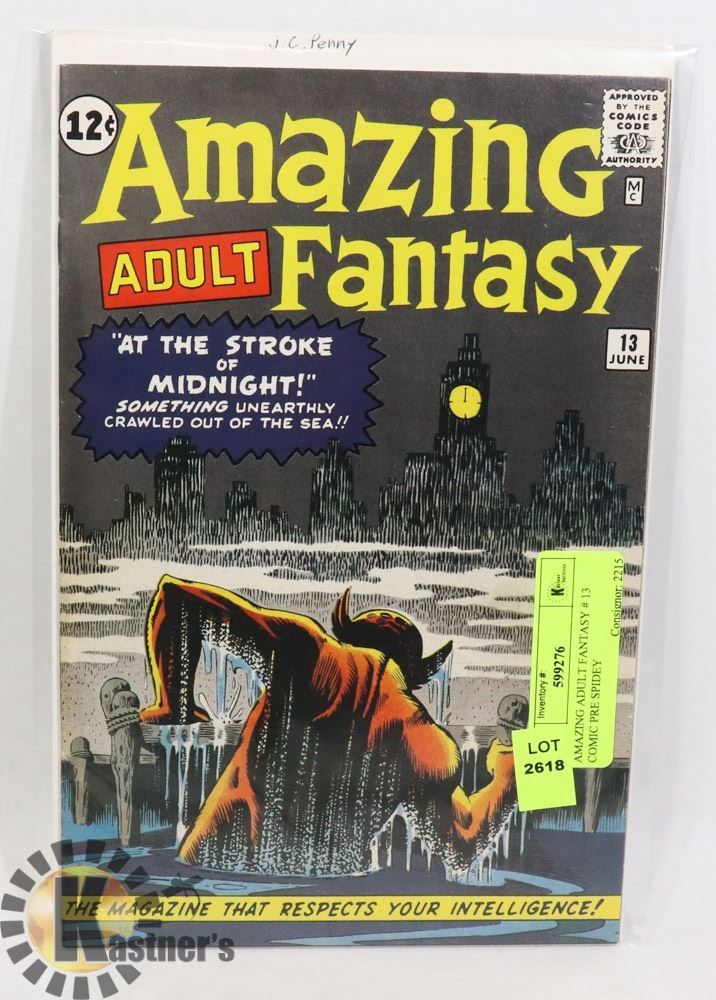 J.C. Penny
12¢
Amazing
ADULT Fantasy
APPROVED
BY THE
COMICS
CODE
AUTHORITY
MC
13
JUNE
"AT THE STROKE
OF
MIDNIGHT!"
SOMETHING UNEARTHLY
CRAWLED OUT OF THE SEA!!
Inventory #:
599276
AMAZING ADULT FANTASY # 13
COMIC PRE SPIDEY
Consignor: 2215
LOT
2618
THE MAGAZINE THAT RESPECTS YOUR INTELLIGENCE!
Kastner's